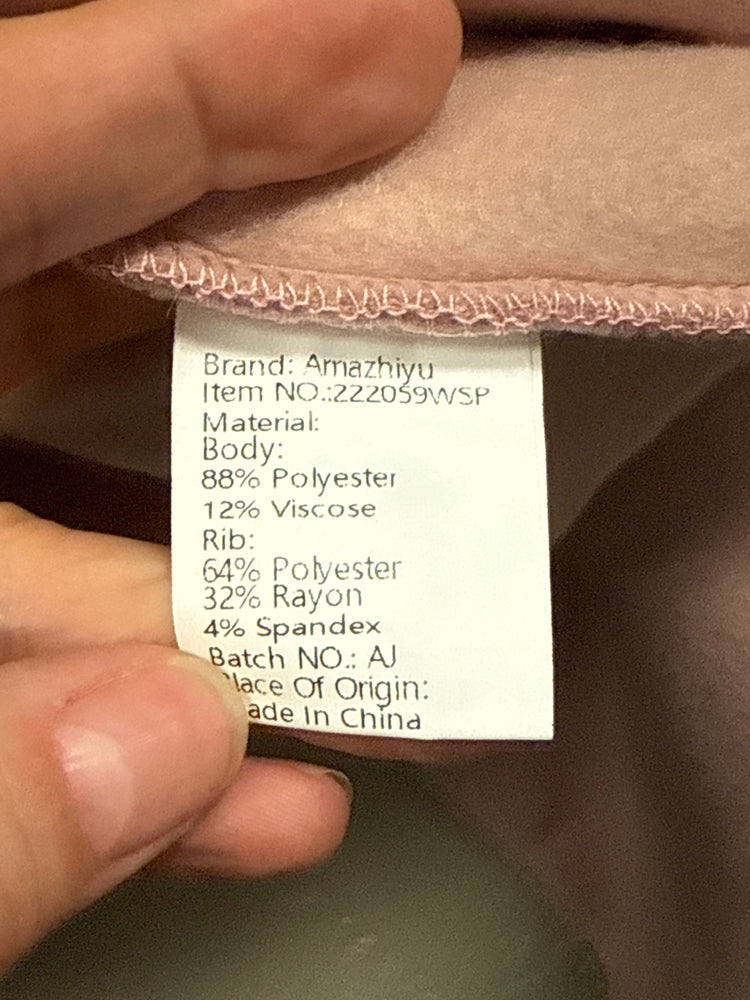 Brand: Amazhiyu
Item NO.:222059WSP
Material:
Body:
88% Polyester
12% Viscose
Rib:
64% Polyester
32% Rayon
4% Spandex
Batch NO.: AJ
lace Of Origin:
ade In China